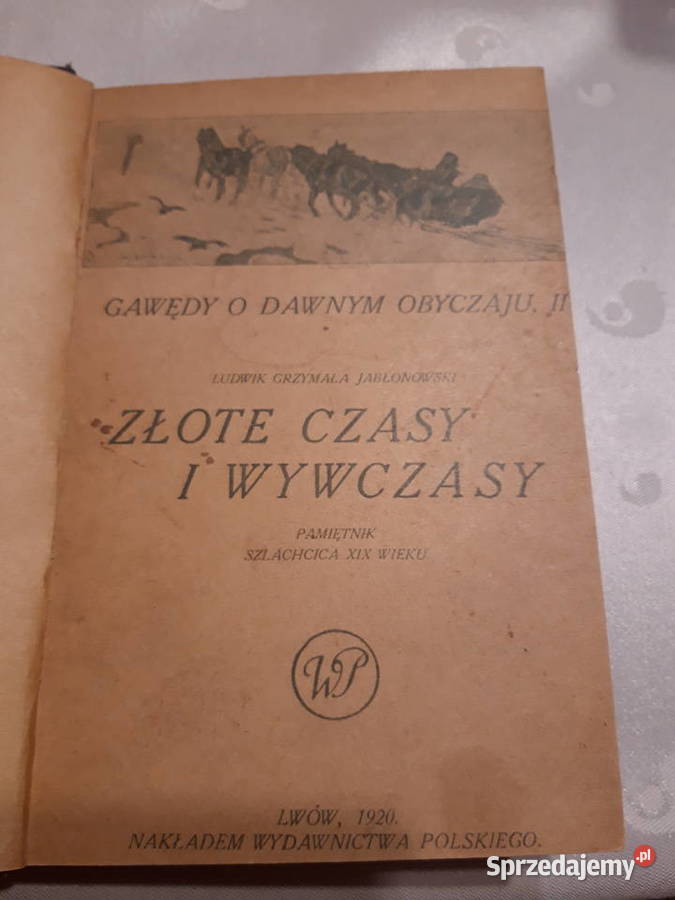 GAWĘDY O DAWNYM OBYCZAJU. II
LUDWIK GRZYMAŁA JABŁONOWSKI
ZŁOTE CZASY
I WYWCZASY
PAMIĘTNIK
SZLACHCICA XIX WIEKU
WP
LWÓW, 1920.
NAKŁADEM WYDAWNICTWA POLSKIEGO.
Sprzedajemy.pl